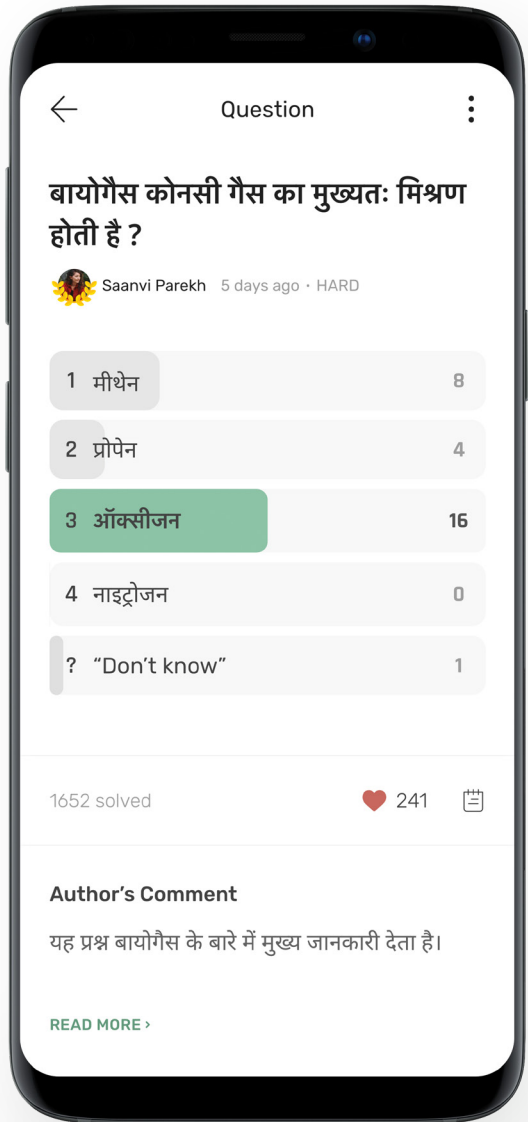 Question
बायोगैस कोनसी गैस का मुख्यतः मिश्रण
होती है ?
Saanvi Parekh 5 days ago · HARD
1 मीथेन 8
2 प्रोपेन 4
3 ऑक्सीजन 16
4 नाइट्रोजन 0
? “Don’t know” 1
1652 solved 241
Author’s Comment
यह प्रश्न बायोगैस के बारे में मुख्य जानकारी देता है।
READ MORE ›